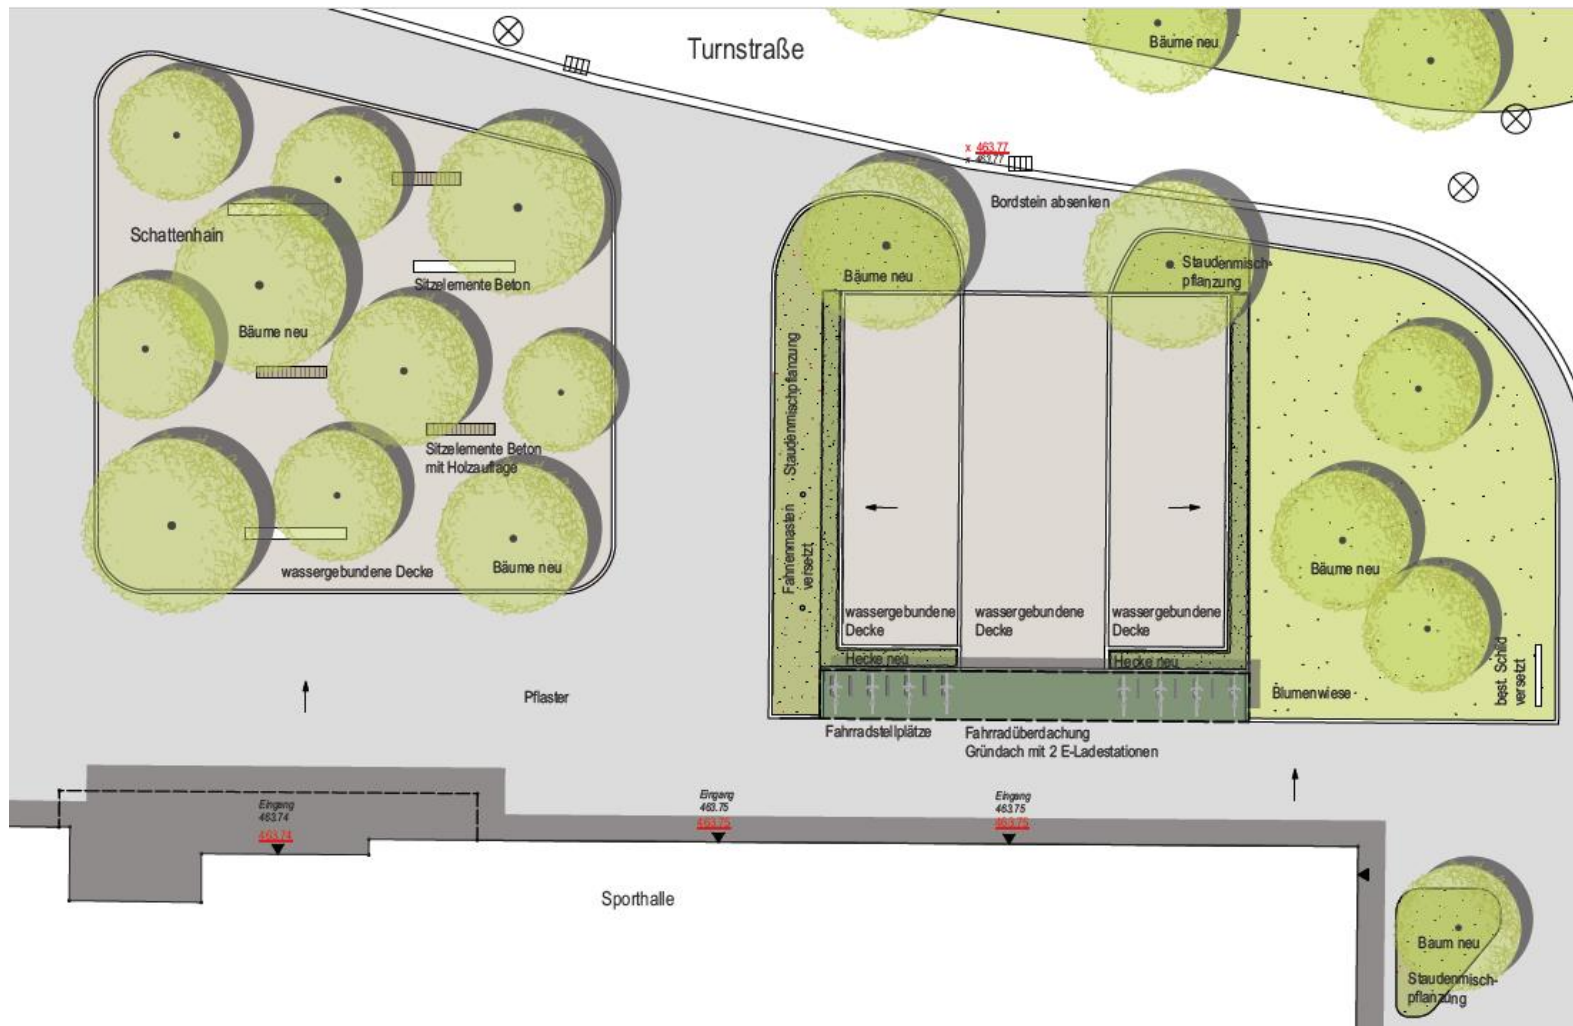 Turnstraße
Bäume neu
x 463.77
x 463.77
Bordstein absenken
Schattenhain
Sitzelemente Beton
Bäume neu
Bäume neu
Staudenmisch-
pflanzung
Staudenmischpflanzung
Fahnenmasten
versetzt
Sitzelemente Beton
mit Holzauflage
wassergebundene Decke
Bäume neu
Bäume neu
wassergebundene
Decke
wassergebundene
Decke
wassergebundene
Decke
Hecke neu
Hecke neu
Pflaster
Blumenwiese
best. Schild
versetzt
Fahrradstellplätze
Fahrradüberdachung
Gründach mit 2 E-Ladestationen
Eingang
463.74
463.74
Eingang
463.75
463.75
Eingang
463.75
463.75
Sporthalle
Baum neu
Staudenmisch-
pflanzung